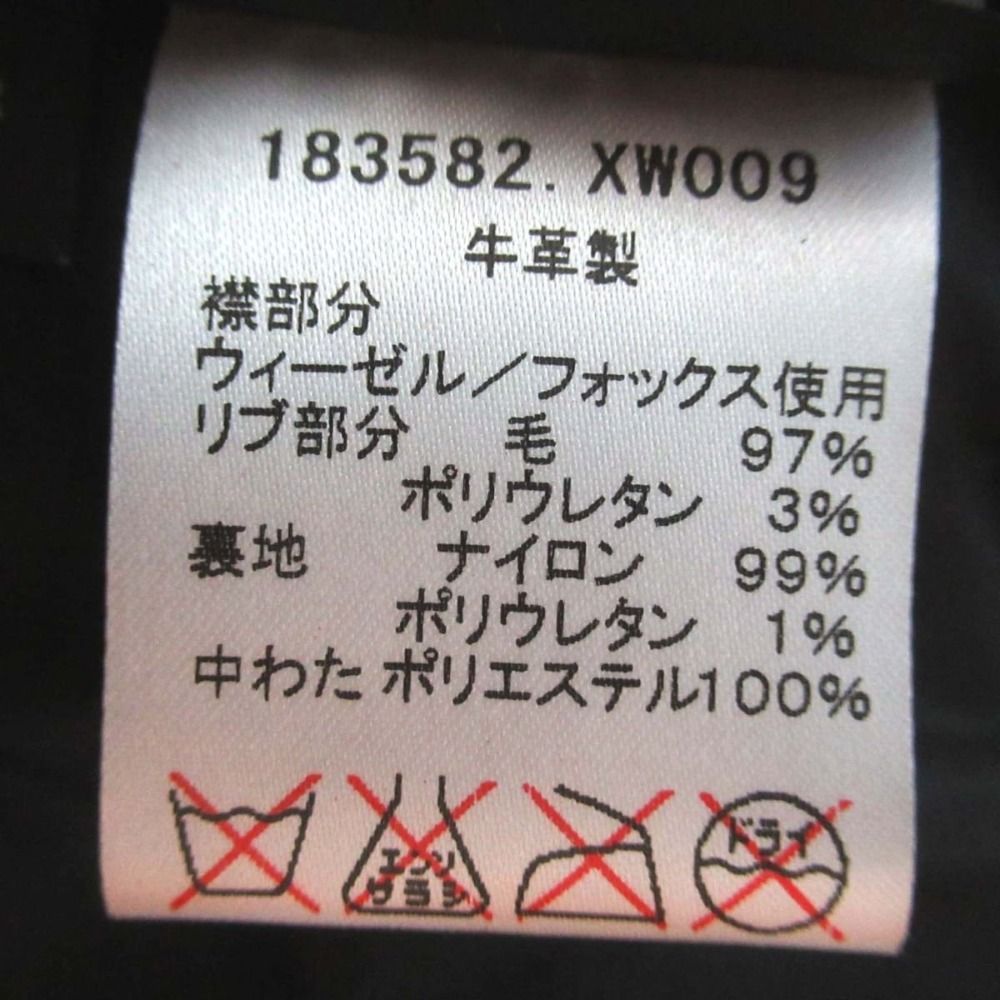 183582. XW009
牛革製
襟部分
ウィーゼル／フォックス使用
リブ部分 毛 97%
ポリウレタン 3%
裏地 ナイロン 99%
ポリウレタン 1%
中わた ポリエステル100%
エンソ
サラシ
ドライ